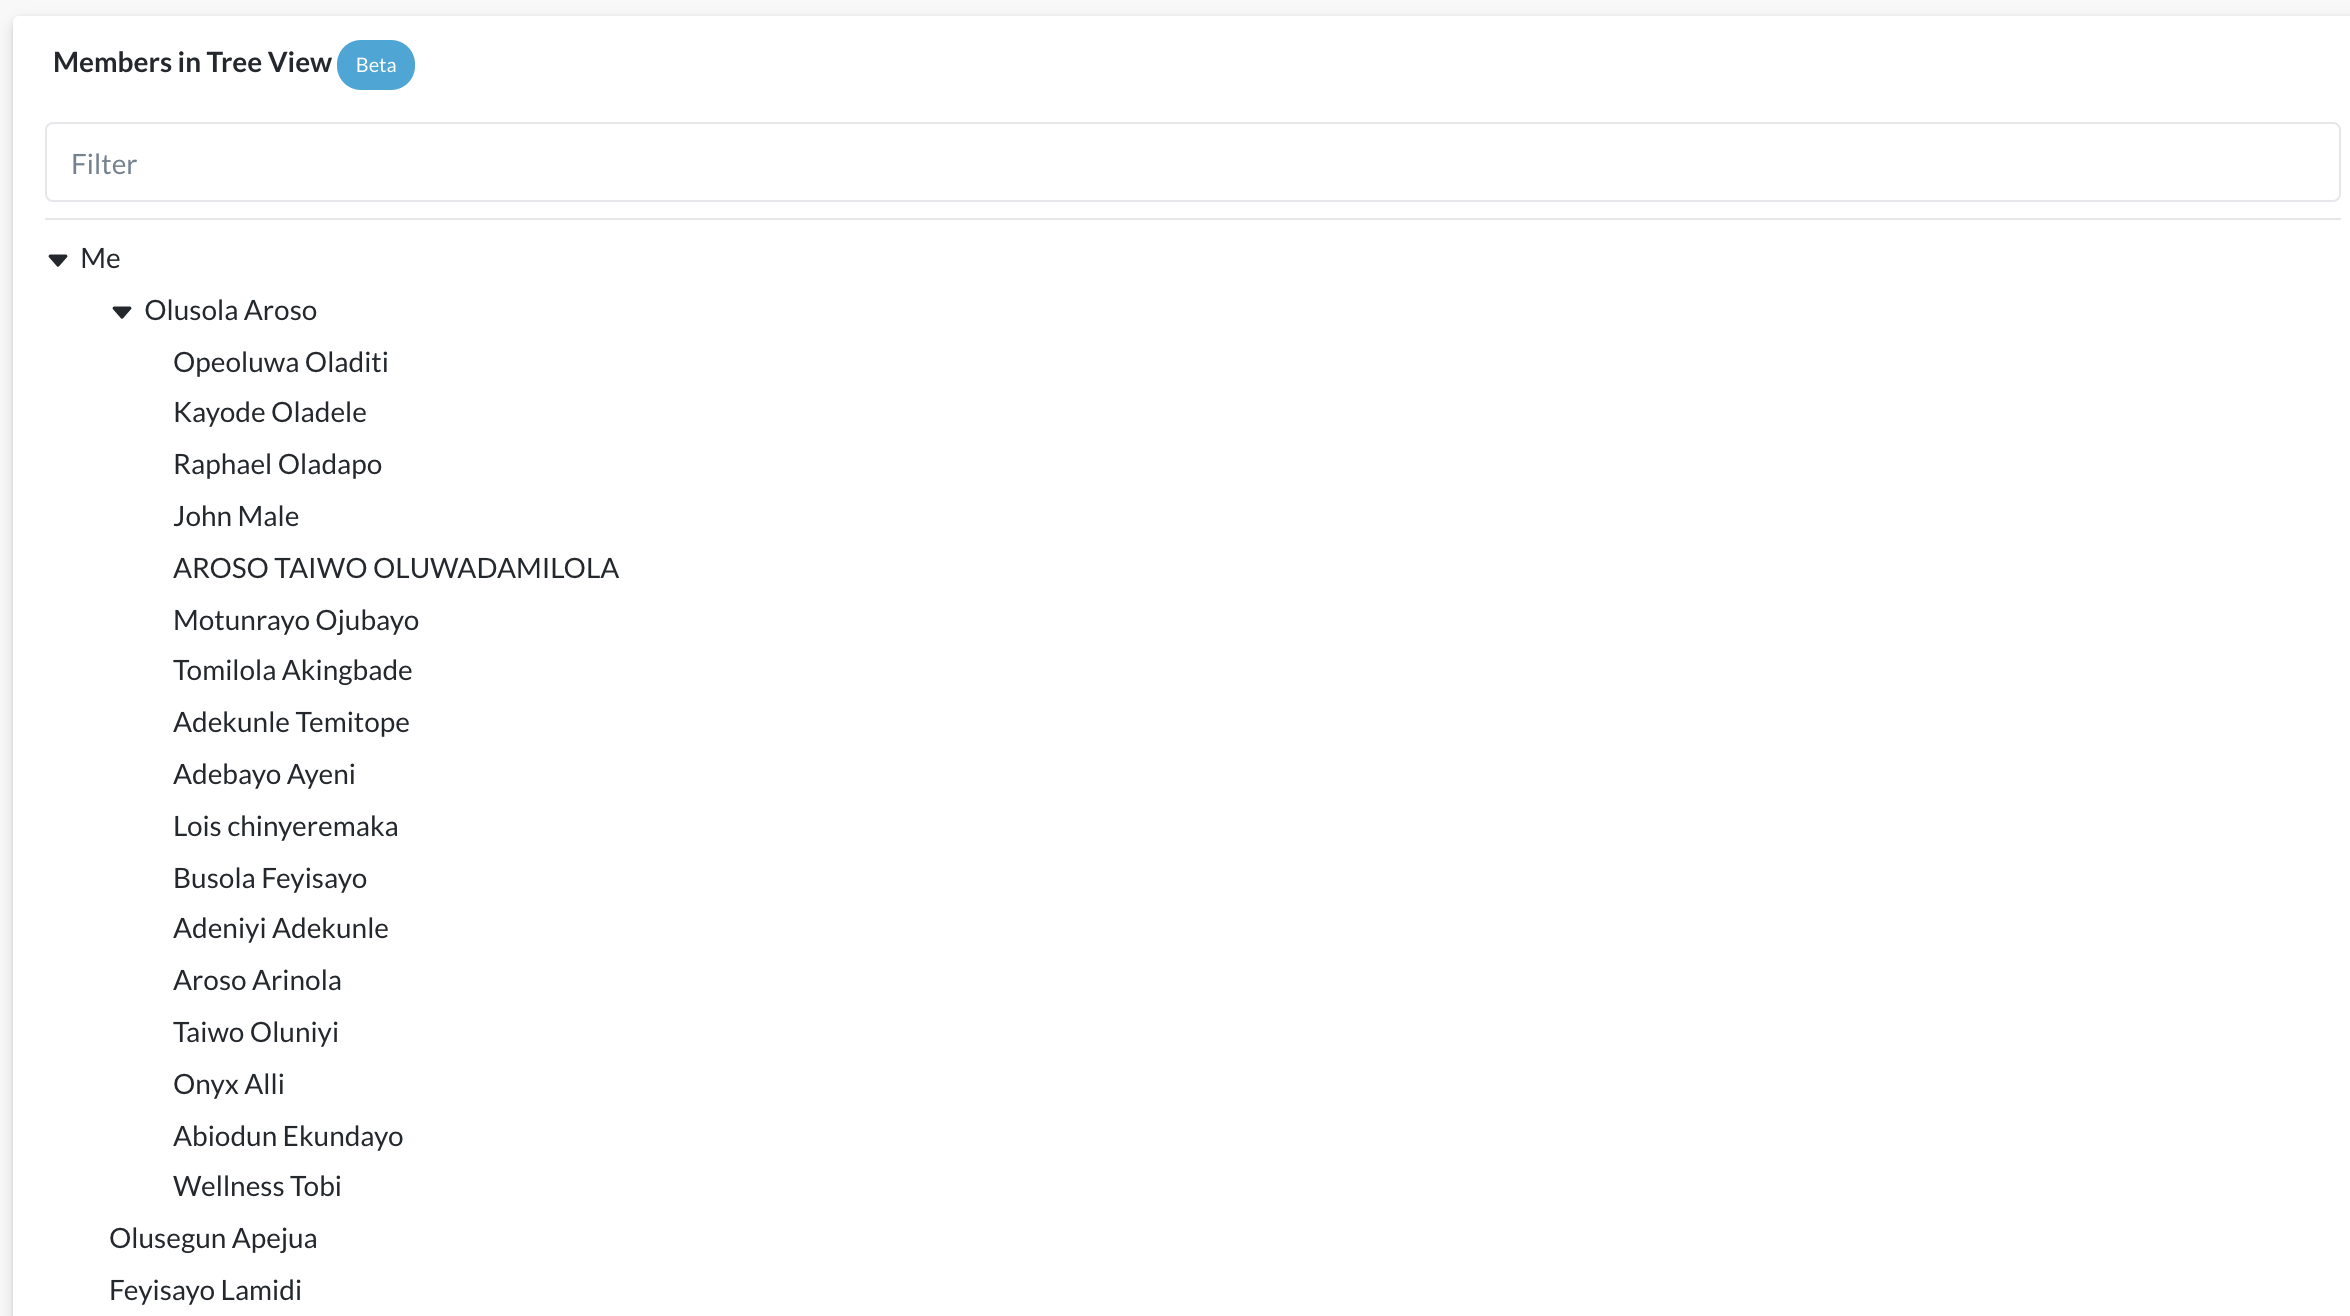 Members in Tree View Beta
Filter
Me
Olusola Aroso
Opeoluwa Oladiti
Kayode Oladele
Raphael Oladapo
John Male
AROSO TAIWO OLUWADAMILOLA
Motunrayo Ojubayo
Tomilola Akingbade
Adekunle Temitope
Adebayo Ayeni
Lois chinyeremaka
Busola Feyisayo
Adeniyi Adekunle
Aroso Arinola
Taiwo Oluniyi
Onyx Alli
Abiodun Ekundayo
Wellness Tobi
Olusegun Apejua
Feyisayo Lamidi